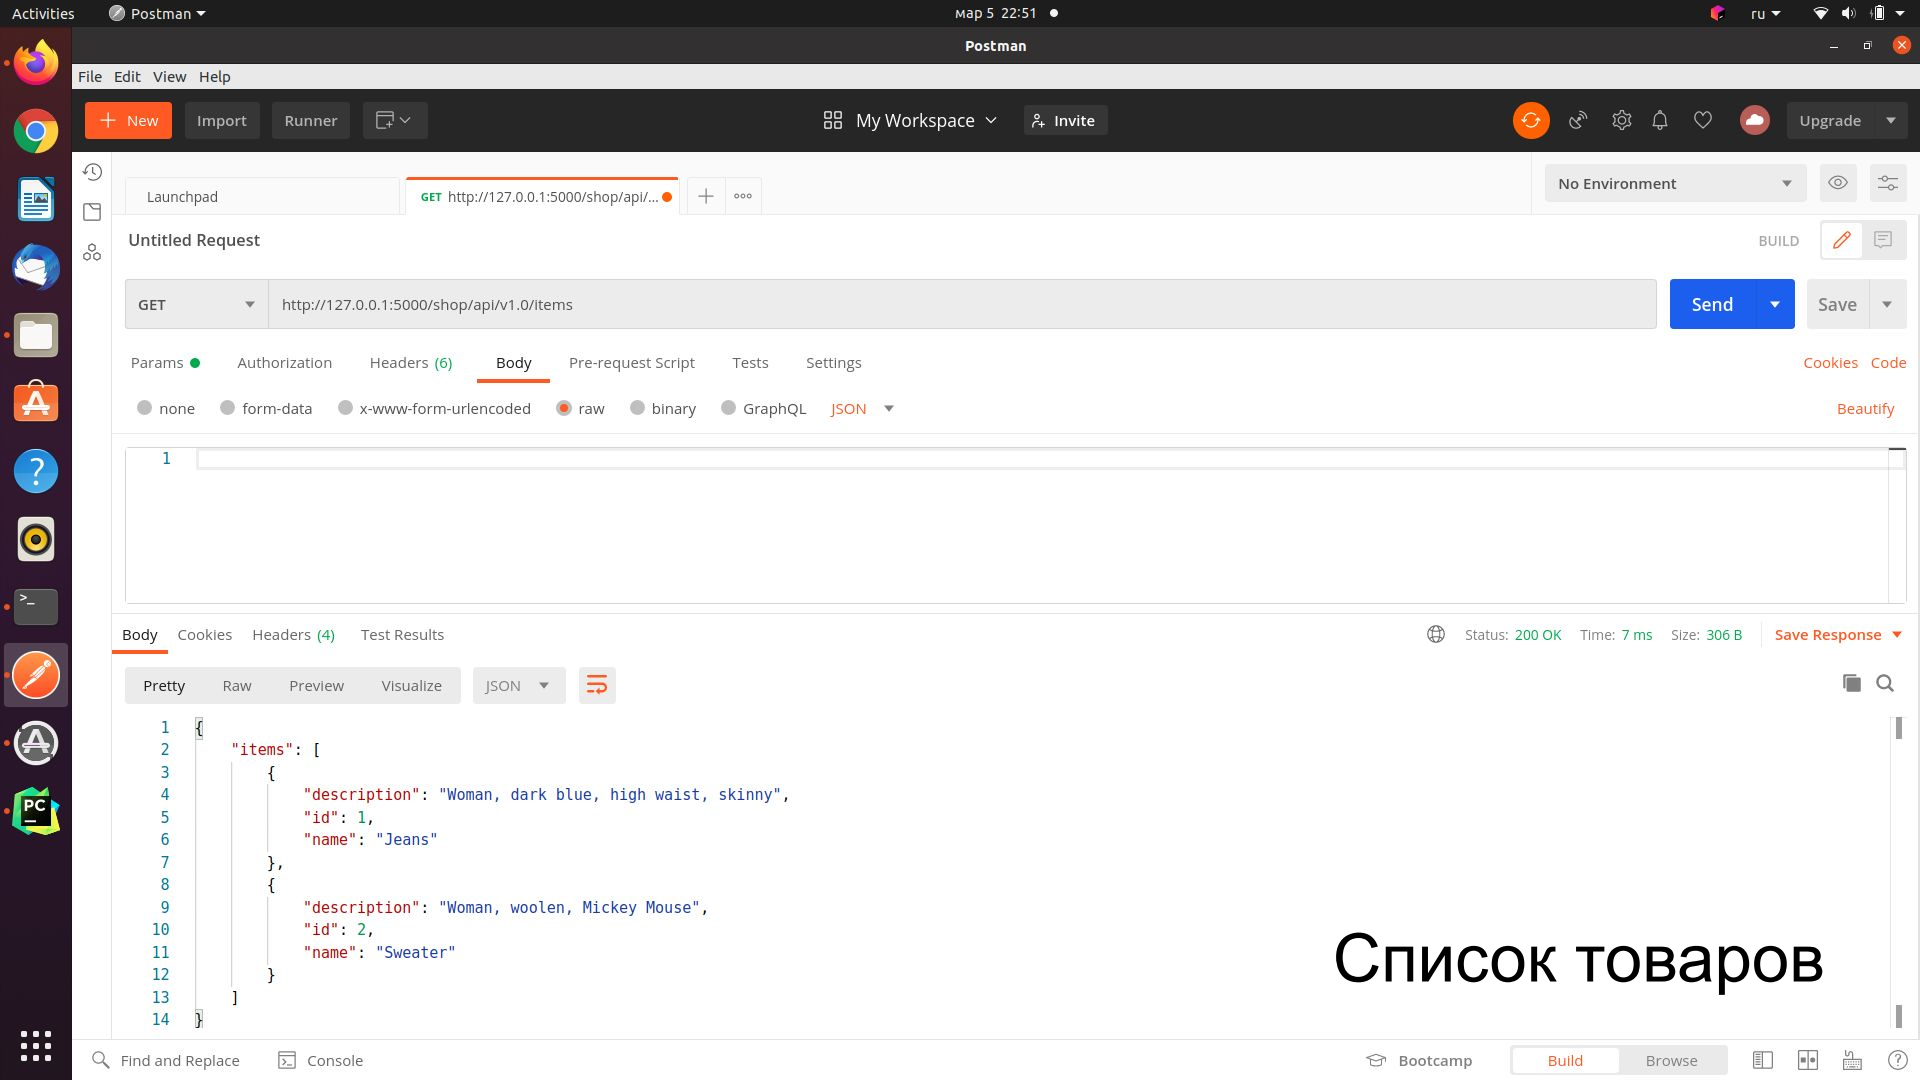 Activities Postman мар 5 22:51 ru
Postman
File Edit View Help
New Import Runner My Workspace Invite Upgrade
Launchpad GET http://127.0.0.1:5000/shop/api/... No Environment
Untitled Request BUILD
GET http://127.0.0.1:5000/shop/api/v1.0/items Send Save
Params Authorization Headers (6) Body Pre-request Script Tests Settings Cookies Code
none form-data x-www-form-urlencoded raw binary GraphQL JSON Beautify
1
Body Cookies Headers (4) Test Results Status: 200 OK Time: 7 ms Size: 306 B Save Response
Pretty Raw Preview Visualize JSON
1 {
2 "items": [
3 {
4 "description": "Woman, dark blue, high waist, skinny",
5 "id": 1,
6 "name": "Jeans"
7 },
8 {
9 "description": "Woman, woolen, Mickey Mouse",
10 "id": 2,
11 "name": "Sweater"
12 }
13 ]
14 }
Список товаров
Find and Replace Console Bootcamp Build Browse